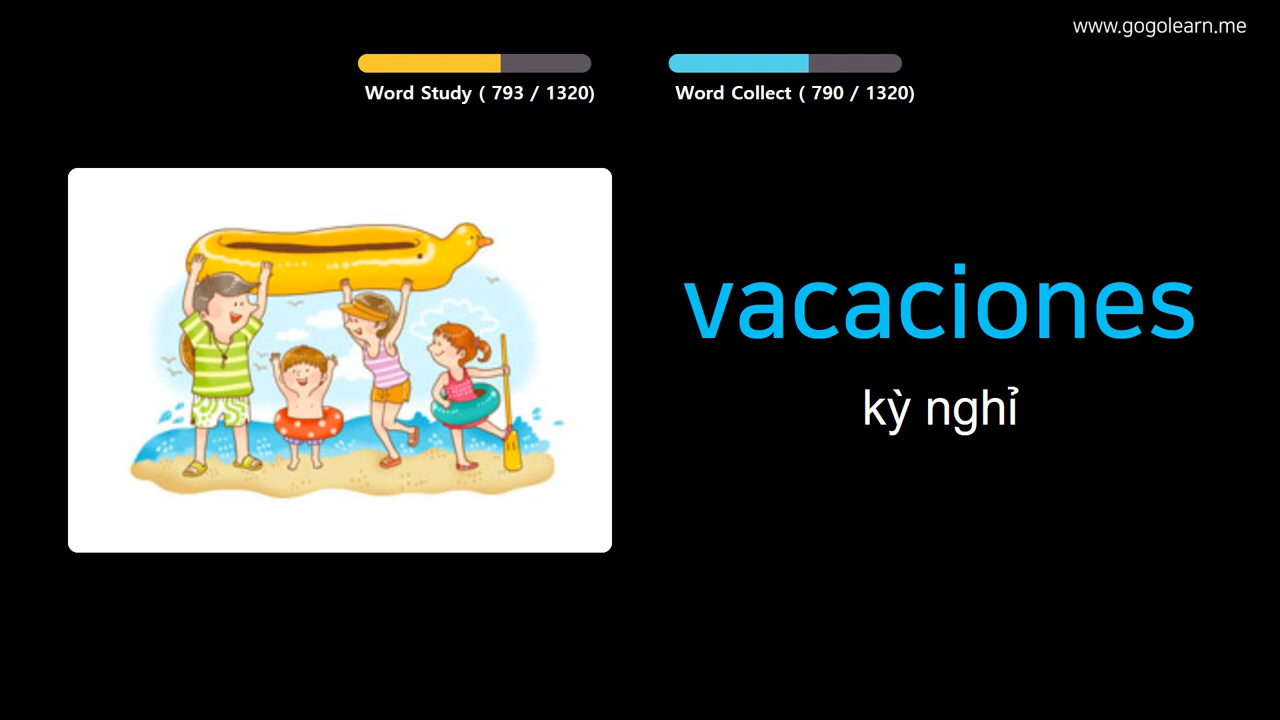 www.gogolearn.me
Word Study ( 793 / 1320)
Word Collect ( 790 / 1320)
vacaciones
kỳ nghỉ